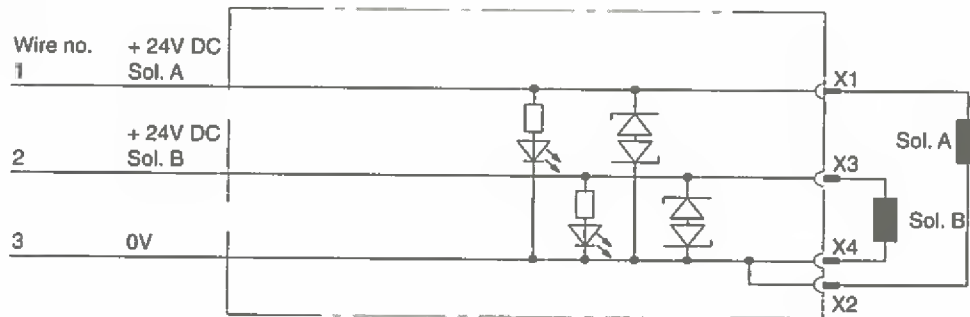 Wire no. + 24V DC
1 Sol. A
X1
Sol. A
+ 24V DC
2 Sol. B
X3
Sol. B
3 0V
X4
X2